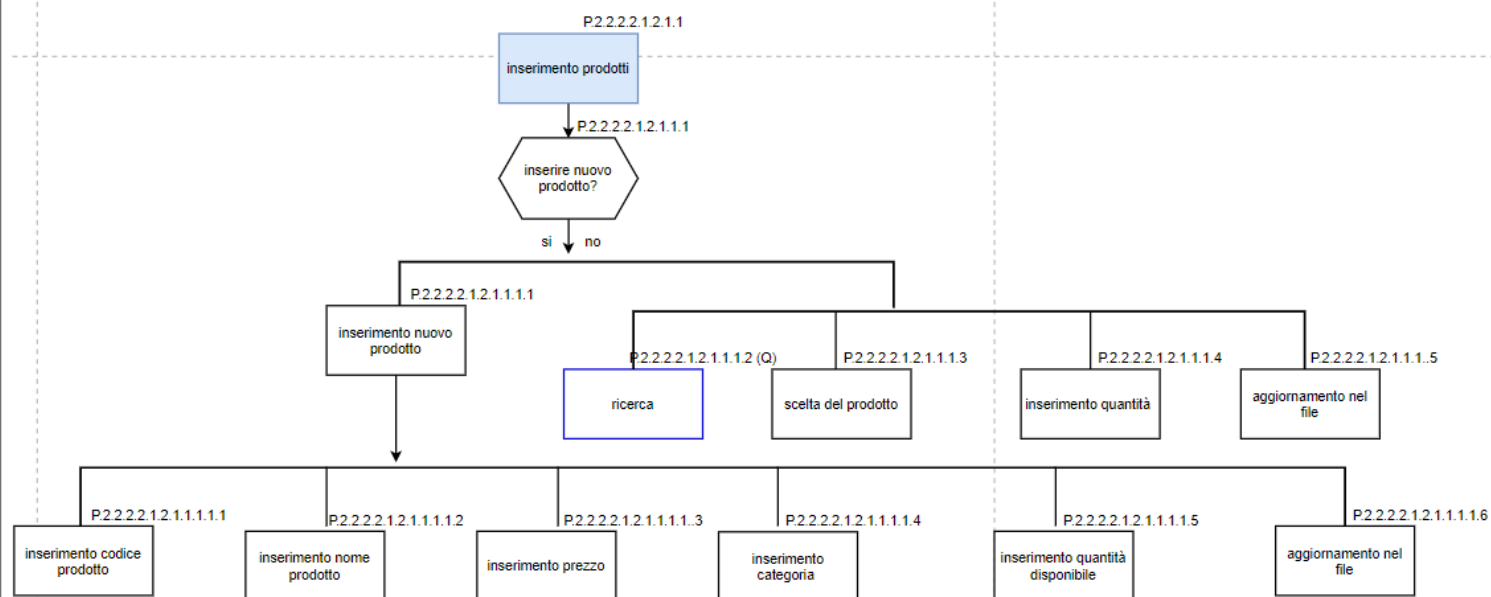 P.2.2.2.2.1.2.1.1
inserimento prodotti
P.2.2.2.2.1.2.1.1.1
inserire nuovo
prodotto?
si
no
P.2.2.2.2.1.2.1.1.1.1
inserimento nuovo
prodotto
P.2.2.2.2.1.2.1.1.1.2 (Q)
ricerca
P.2.2.2.2.1.2.1.1.1.3
scelta del prodotto
P.2.2.2.2.1.2.1.1.1.4
inserimento quantità
P.2.2.2.2.1.2.1.1.1..5
aggiornamento nel
file
P.2.2.2.2.1.2.1.1.1.1.1
inserimento codice
prodotto
P.2.2.2.2.1.2.1.1.1.1.2
inserimento nome
prodotto
P.2.2.2.2.1.2.1.1.1.1..3
inserimento prezzo
P.2.2.2.2.1.2.1.1.1.1.4
inserimento
categoria
P.2.2.2.2.1.2.1.1.1.1.5
inserimento quantità
disponibile
P.2.2.2.2.1.2.1.1.1.1.6
aggiornamento nel
file